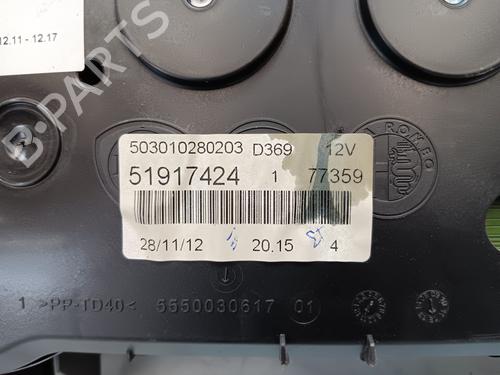 12.11 - 12.17
503010280203 D369 12V
ROMEO
51917424 1 77359
28/11/12 20.15 4
1 >PP-TD40< 5550030617 01